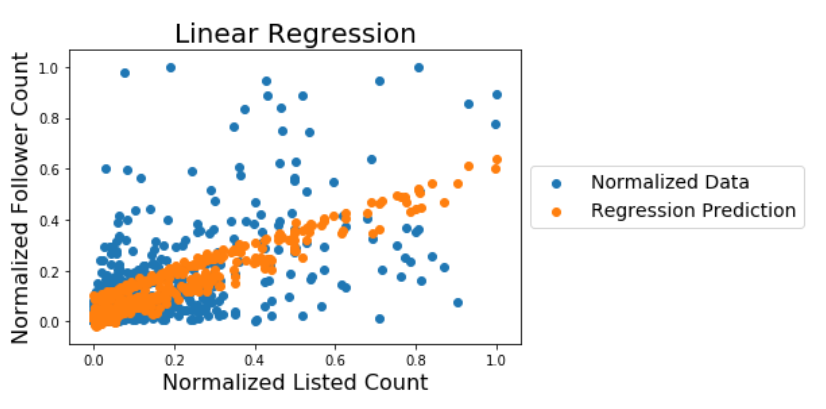 Linear Regression
Normalized Follower Count
1.0
0.8
0.6
0.4
0.2
0.0
0.0 0.2 0.4 0.6 0.8 1.0
Normalized Listed Count
Normalized Data
Regression Prediction